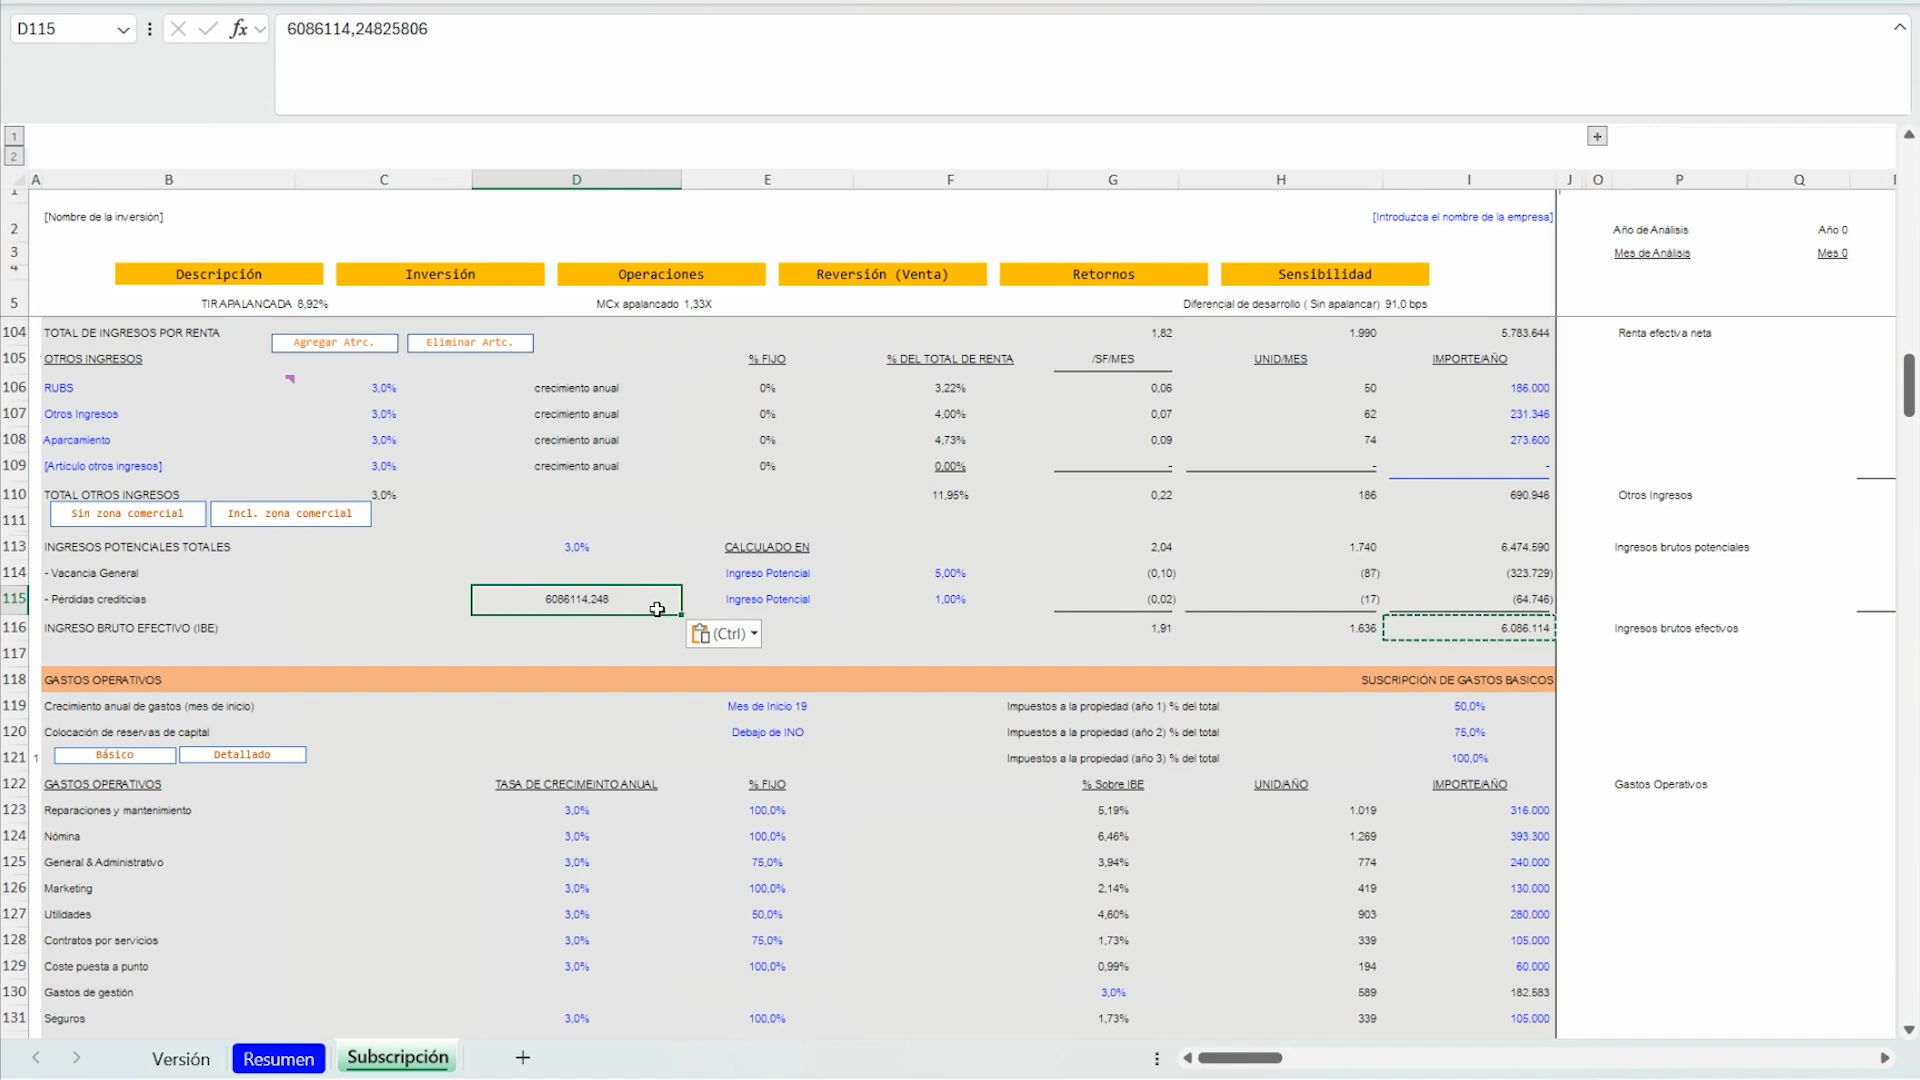 D115 fx 6086114,24825806
1
2
+
A B C D E F G H I J O P Q
1
[Nombre de la inversión] [Introduzca el nombre de la empresa]
2 Año de Análisis Año 0
3 Mes de Análisis Mes 0
4 Descripción Inversión Operaciones Reversión (Venta) Retornos Sensibilidad
5 TIR APALANCADA 8,92% MCx apalancado 1,33X Diferencial de desarrollo ( Sin apalancar) 91,0 bps
104 TOTAL DE INGRESOS POR RENTA 1,82 1.990 5.783.644 Renta efectiva neta
Agregar Atrc. Eliminar Artc.
105 OTROS INGRESOS % FIJO % DEL TOTAL DE RENTA /SF/MES UNID/MES IMPORTE/AÑO
106 RUBS 3,0% crecimiento anual 0% 3,22% 0,06 50 186.000
107 Otros Ingresos 3,0% crecimiento anual 0% 4,00% 0,07 62 231.346
108 Aparcamiento 3,0% crecimiento anual 0% 4,73% 0,09 74 273.600
109 [Artículo otros ingresos] 3,0% crecimiento anual 0% 0,00% - - -
110 TOTAL OTROS INGRESOS 3,0% 11,95% 0,22 186 690.946 Otros Ingresos
111 Sin zona comercial Incl. zona comercial
113 INGRESOS POTENCIALES TOTALES 3,0% CALCULADO EN 2,04 1.740 6.474.590 Ingresos brutos potenciales
114 - Vacancia General Ingreso Potencial 5,00% (0,10) (87) (323.729)
115 - Pérdidas crediticias 6086114,248 Ingreso Potencial 1,00% (0,02) (17) (64.746)
116 INGRESO BRUTO EFECTIVO (IBE) 1,91 1.636 6.086.114 Ingresos brutos efectivos
(Ctrl)
117
118 GASTOS OPERATIVOS SUSCRIPCIÓN DE GASTOS BÁSICOS
119 Crecimiento anual de gastos (mes de inicio) Mes de Inicio 19 Impuestos a la propiedad (año 1) % del total 50,0%
120 Colocación de reservas de capital Debajo de INO Impuestos a la propiedad (año 2) % del total 75,0%
121 1 Básico Detallado Impuestos a la propiedad (año 3) % del total 100,0%
122 GASTOS OPERATIVOS TASA DE CRECIMEINTO ANUAL % FIJO % Sobre IBE UNID/AÑO IMPORTE/AÑO Gastos Operativos
123 Reparaciones y mantenimiento 3,0% 100,0% 5,19% 1.019 316.000
124 Nómina 3,0% 100,0% 6,46% 1.269 393.300
125 General & Administrativo 3,0% 75,0% 3,94% 774 240.000
126 Marketing 3,0% 100,0% 2,14% 419 130.000
127 Utilidades 3,0% 50,0% 4,60% 903 280.000
128 Contratos por servicios 3,0% 75,0% 1,73% 339 105.000
129 Coste puesta a punto 3,0% 100,0% 0,99% 194 60.000
130 Gastos de gestión 3,0% 589 182.583
131 Seguros 3,0% 100,0% 1,73% 339 105.000
Versión Resumen Subscripción +